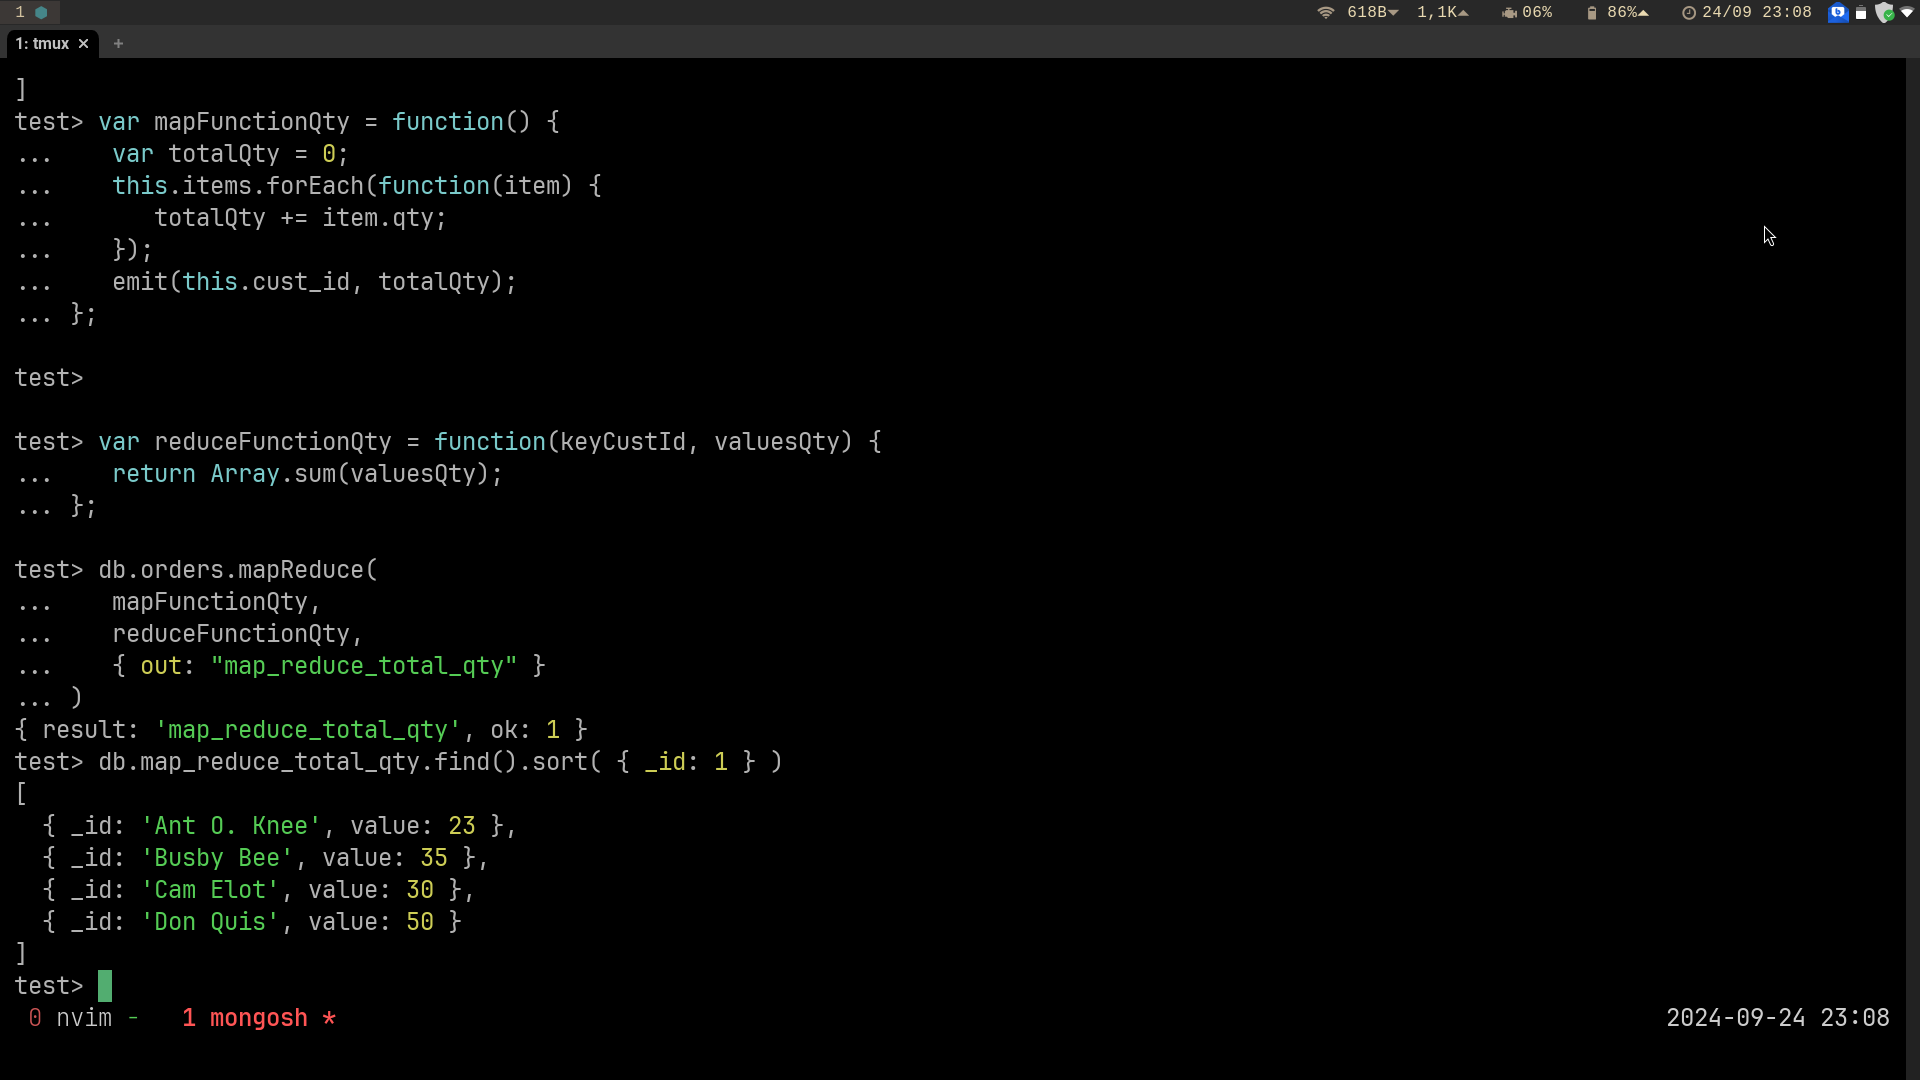 1 618B 1,1K 06% 86% 24/09 23:08
1: tmux × +
]
test> var mapFunctionQty = function() {
...    var totalQty = 0;
...    this.items.forEach(function(item) {
...       totalQty += item.qty;
...    });
...    emit(this.cust_id, totalQty);
... };
test>
test> var reduceFunctionQty = function(keyCustId, valuesQty) {
...    return Array.sum(valuesQty);
... };
test> db.orders.mapReduce(
...    mapFunctionQty,
...    reduceFunctionQty,
...    { out: "map_reduce_total_qty" }
... )
{ result: 'map_reduce_total_qty', ok: 1 }
test> db.map_reduce_total_qty.find().sort( { _id: 1 } )
[
  { _id: 'Ant O. Knee', value: 23 },
  { _id: 'Busby Bee', value: 35 },
  { _id: 'Cam Elot', value: 30 },
  { _id: 'Don Quis', value: 50 }
]
test>
0 nvim -   1 mongosh * 2024-09-24 23:08